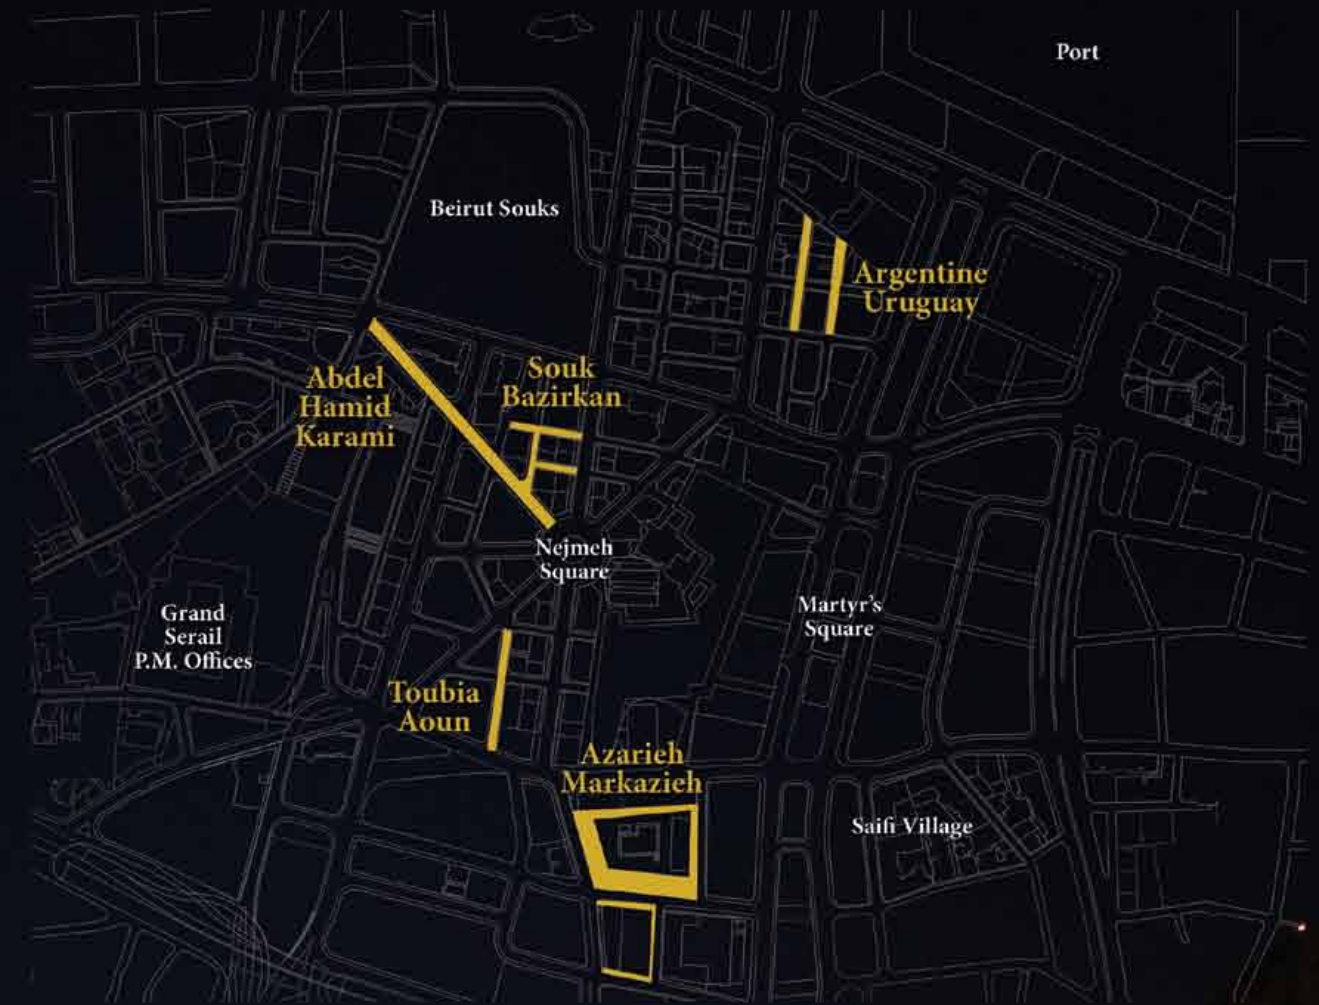 Port
Beirut Souks
Argentine
Uruguay
Abdel
Hamid
Karami
Souk
Bazirkan
Nejmeh
Square
Grand
Serail
P.M. Offices
Martyr's
Square
Toubia
Aoun
Azarieh
Markazieh
Saifi Village